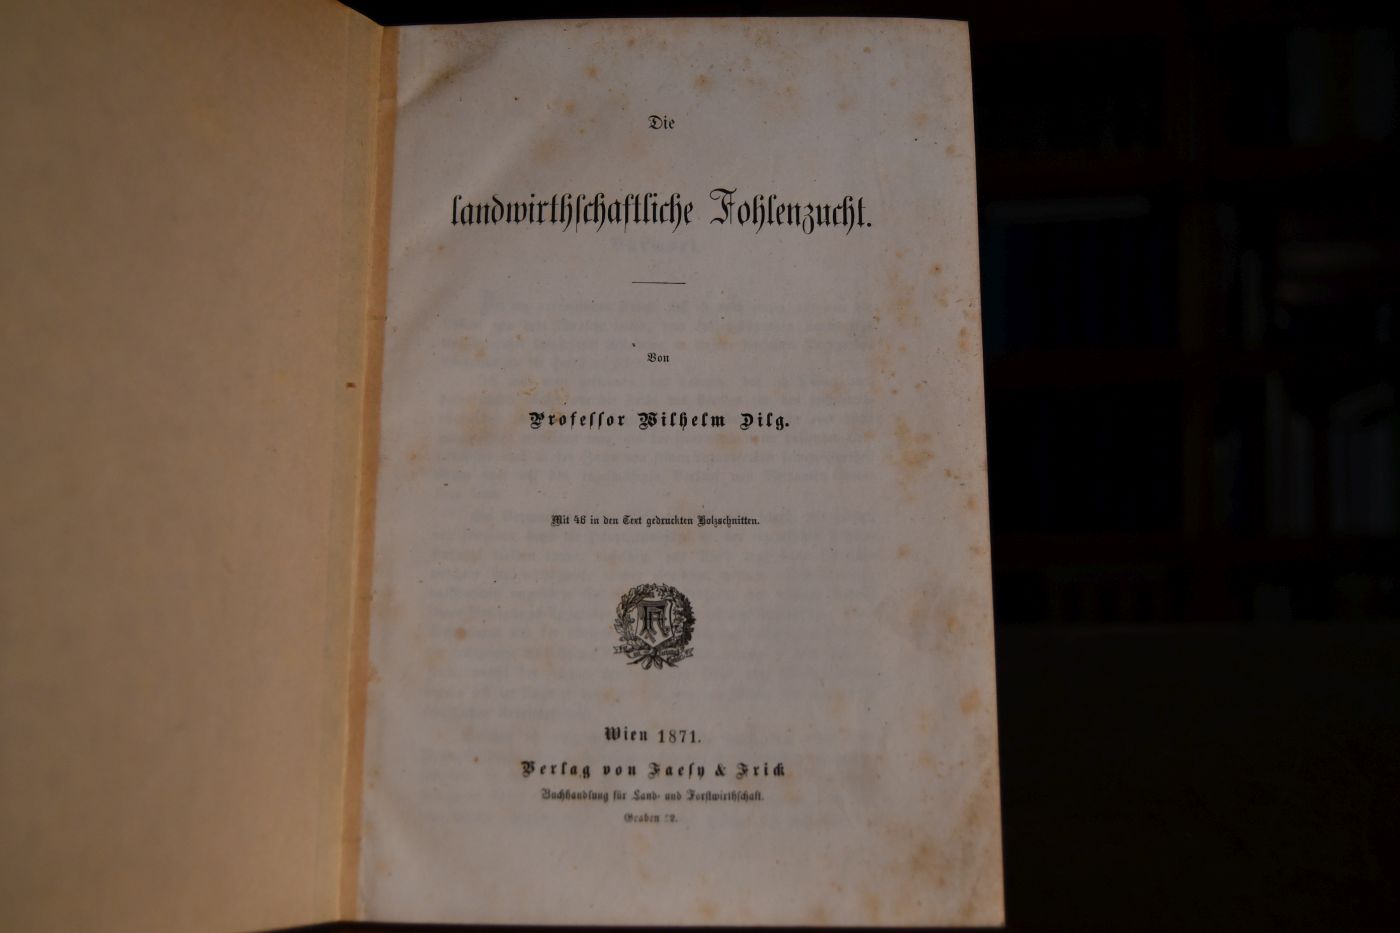 Die
landwirthschaftliche Fohlenzucht.
Von
Professor Wilhelm Dilg.
Mit 46 in den Text gedruckten Holzschnitten.
Wien 1871.
Verlag von Faesy & Frick
Buchhandlung für Land- und Forstwirthschaft.
Graben